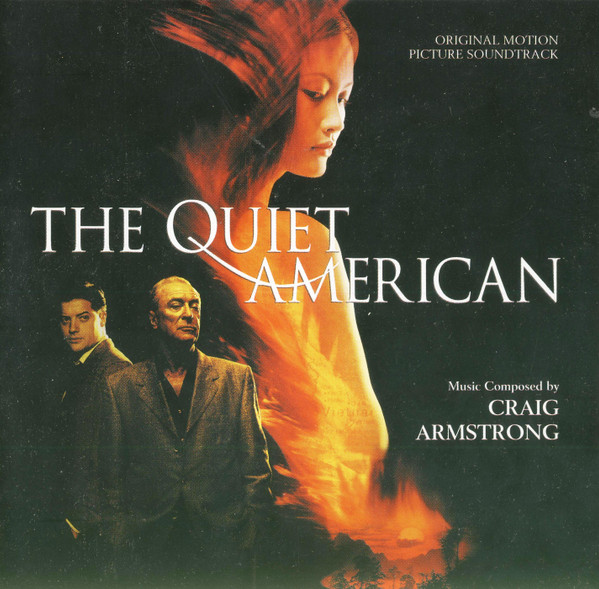 ORIGINAL MOTION
PICTURE SOUNDTRACK
THE QUIET
AMERICAN
Music Composed by
CRAIG
ARMSTRONG